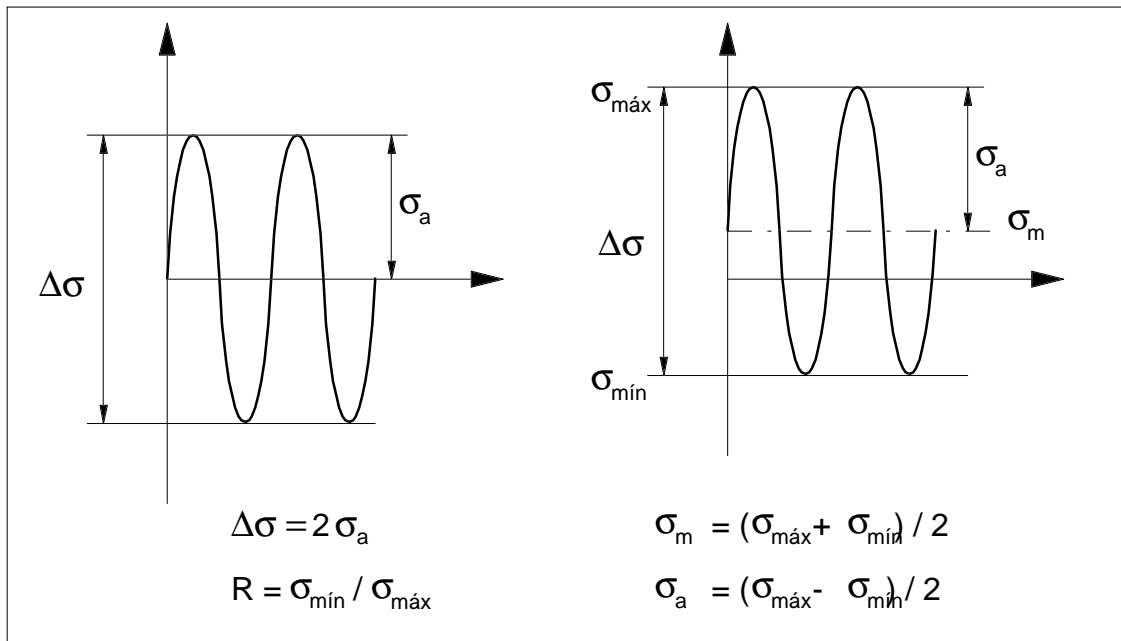 σa
Δσ
Δσ = 2 σa
R = σmín / σmáx
σmáx
σa
σm
Δσ
σmín
σm = (σmáx + σmín) / 2
σa = (σmáx - σmín) / 2